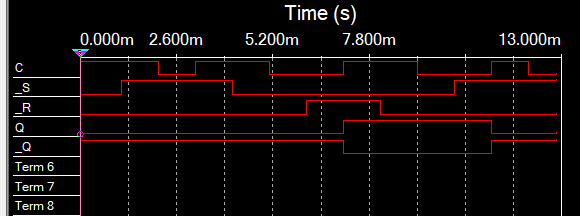 Time (s)
0.000m 2.600m 5.200m 7.800m 13.000m
C
_S
_R
Q
_Q
Term 6
Term 7
Term 8